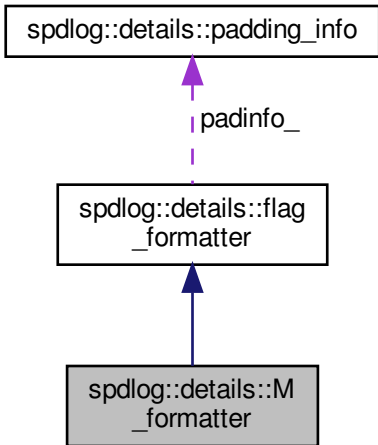 spdlog::details::padding_info
padinfo_
spdlog::details::flag
_formatter
spdlog::details::M
_formatter